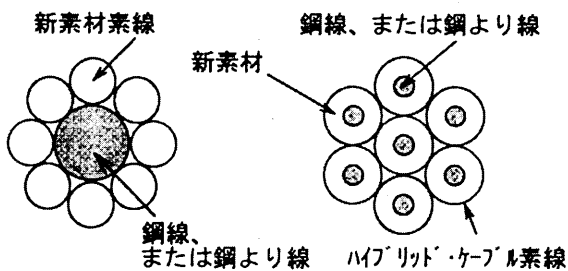 新素材素線
鋼線、または鋼より線
新素材
鋼線、
または鋼より線
ハイブリッド・ケーブル素線